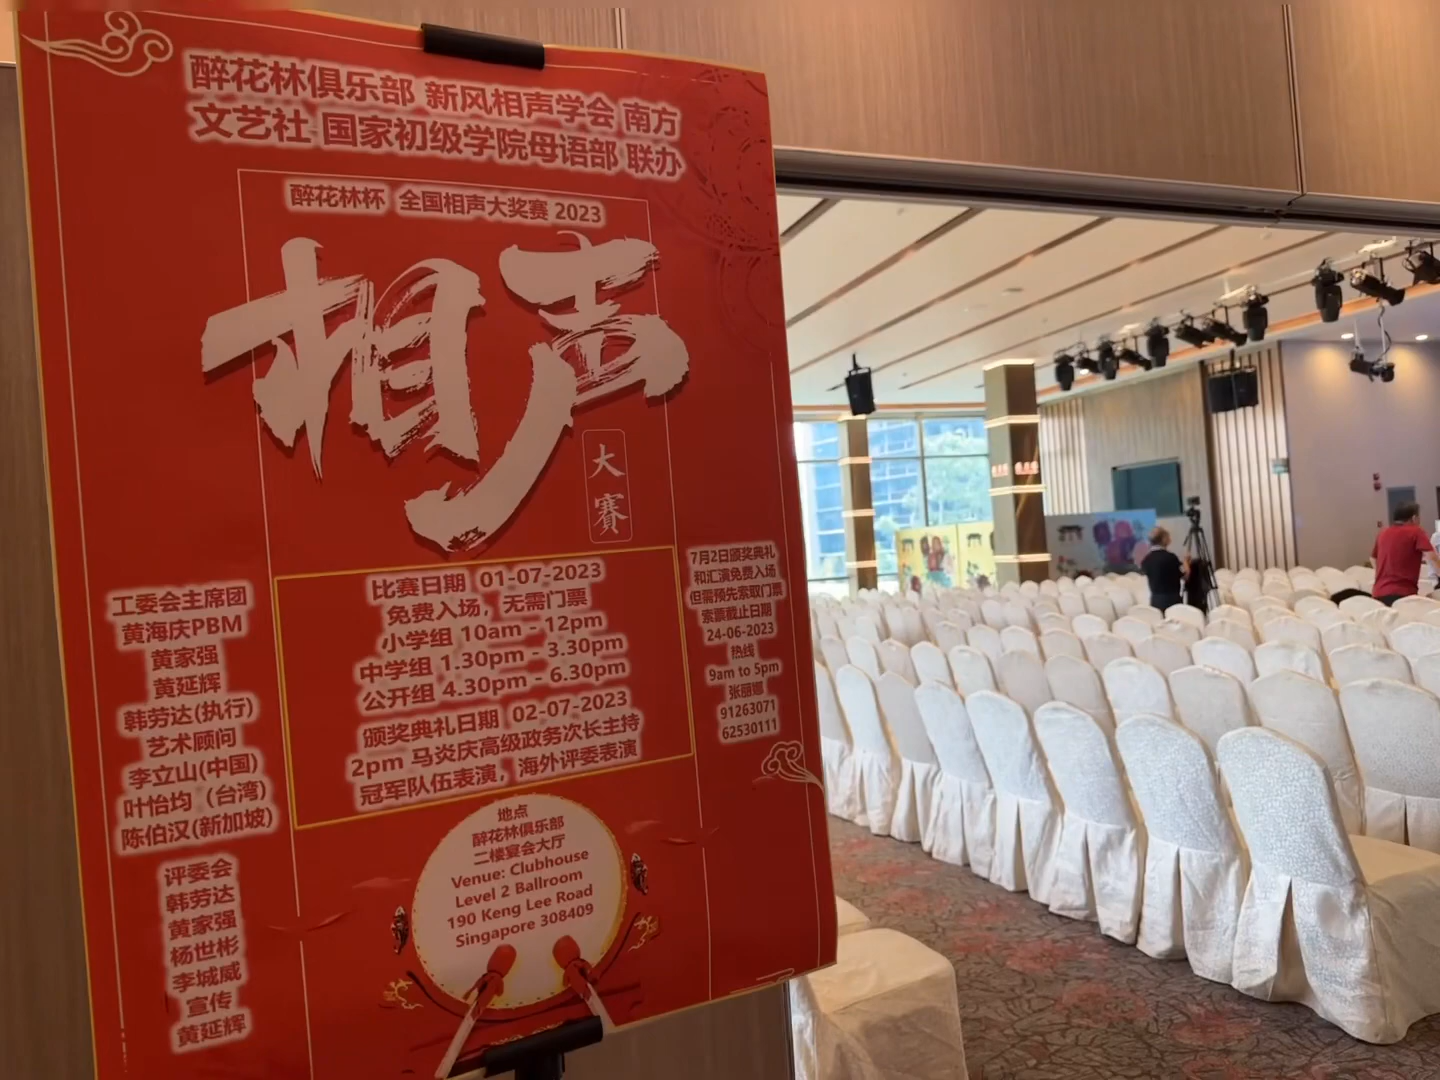 醉花林俱乐部 新风相声学会 南方
文艺社 国家初级学院母语部 联办
醉花林杯 全国相声大奖赛 2023
相声
大賽
工委会主席团
黄海庆PBM
黄家强
黄延辉
韩劳达(执行)
艺术顾问
李立山(中国)
叶怡均（台湾)
陈伯汉(新加坡)
评委会
韩劳达
黄家强
杨世彬
李城威
宣传
黄延辉
比赛日期 01-07-2023
免费入场，无需门票
小学组 10am - 12pm
中学组 1.30pm - 3.30pm
公开组 4.30pm - 6.30pm
颁奖典礼日期 02-07-2023
2pm 马炎庆高级政务次长主持
冠军队伍表演，海外评委表演
7月2日颁奖典礼
和汇演免费入场
但需预先索取门票
索票截止日期
24-06-2023
热线
9am to 5pm
张丽娜
91263071
62530111
地点
醉花林俱乐部
二楼宴会大厅
Venue: Clubhouse
Level 2 Ballroom
190 Keng Lee Road
Singapore 308409